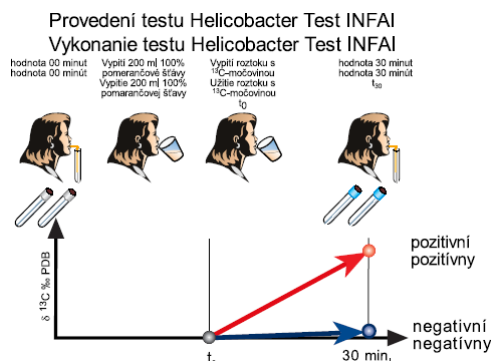 Provedení testu Helicobacter Test INFAI
Vykonanie testu Helicobacter Test INFAI
hodnota 00 minut
hodnota 00 minút
Vypití 200 ml 100%
pomerančové šťávy
Vypitie 200 ml 100%
pomarančovej šťavy
Vypití roztoku s
¹³C-močovinou
Užitie roztoku s
¹³C-močovinou
t₀
hodnota 30 minut
hodnota 30 minút
t₃₀
δ ¹³C ‰ PDB
pozitivní
pozitívny
negativní
negatívny
30 min.